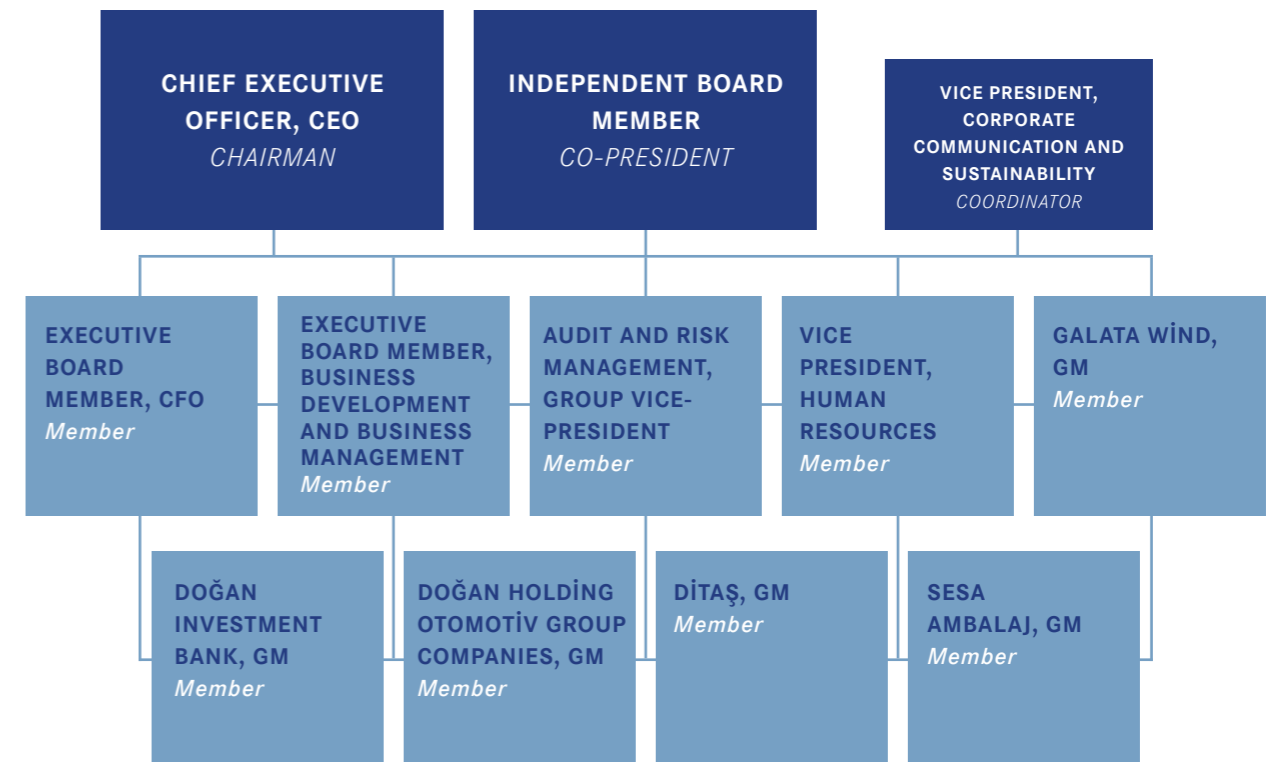 CHIEF EXECUTIVE
OFFICER, CEO
CHAIRMAN
INDEPENDENT BOARD
MEMBER
CO-PRESIDENT
VICE PRESIDENT,
CORPORATE
COMMUNICATION AND
SUSTAINABILITY
COORDINATOR
EXECUTIVE
BOARD
MEMBER, CFO
Member
EXECUTIVE
BOARD MEMBER,
BUSINESS
DEVELOPMENT
AND BUSINESS
MANAGEMENT
Member
AUDIT AND RISK
MANAGEMENT,
GROUP VICE-
PRESIDENT
Member
VICE
PRESIDENT,
HUMAN
RESOURCES
Member
GALATA WİND,
GM
Member
DOĞAN
INVESTMENT
BANK, GM
Member
DOĞAN HOLDİNG
OTOMOTİV GROUP
COMPANIES, GM
Member
DİTAŞ, GM
Member
SESA
AMBALAJ, GM
Member